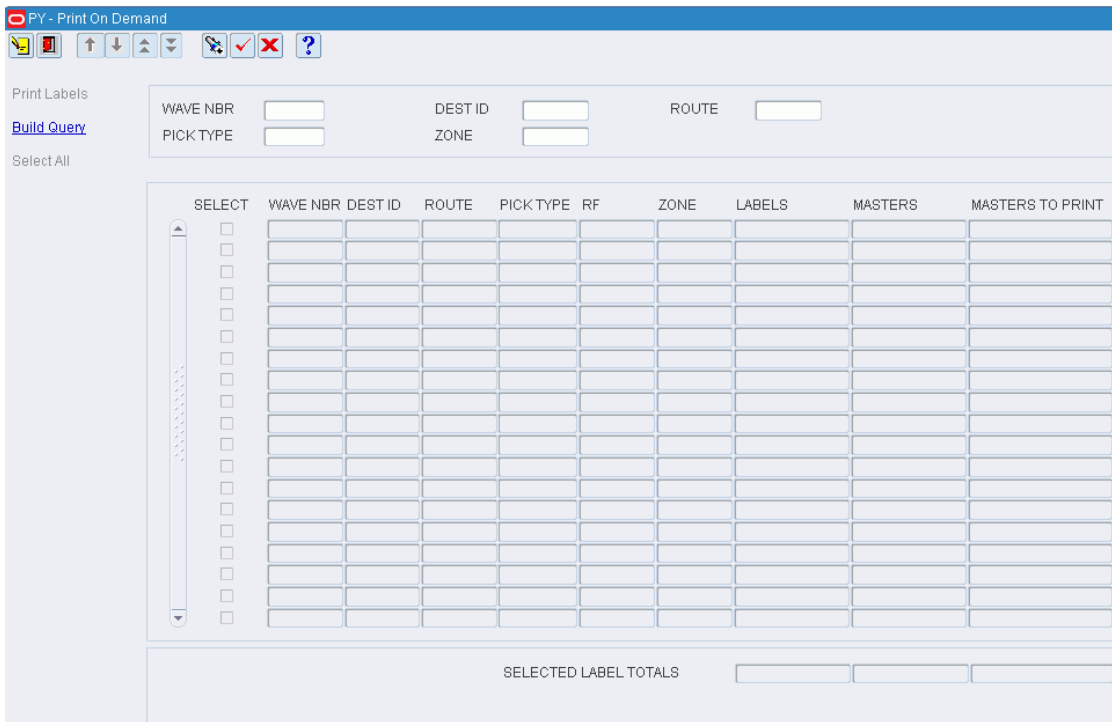 PY - Print On Demand
?
Print Labels
Build Query
Select All
WAVE NBR DEST ID ROUTE
PICK TYPE ZONE
SELECT WAVE NBR DEST ID ROUTE PICK TYPE RF ZONE LABELS MASTERS MASTERS TO PRINT
SELECTED LABEL TOTALS